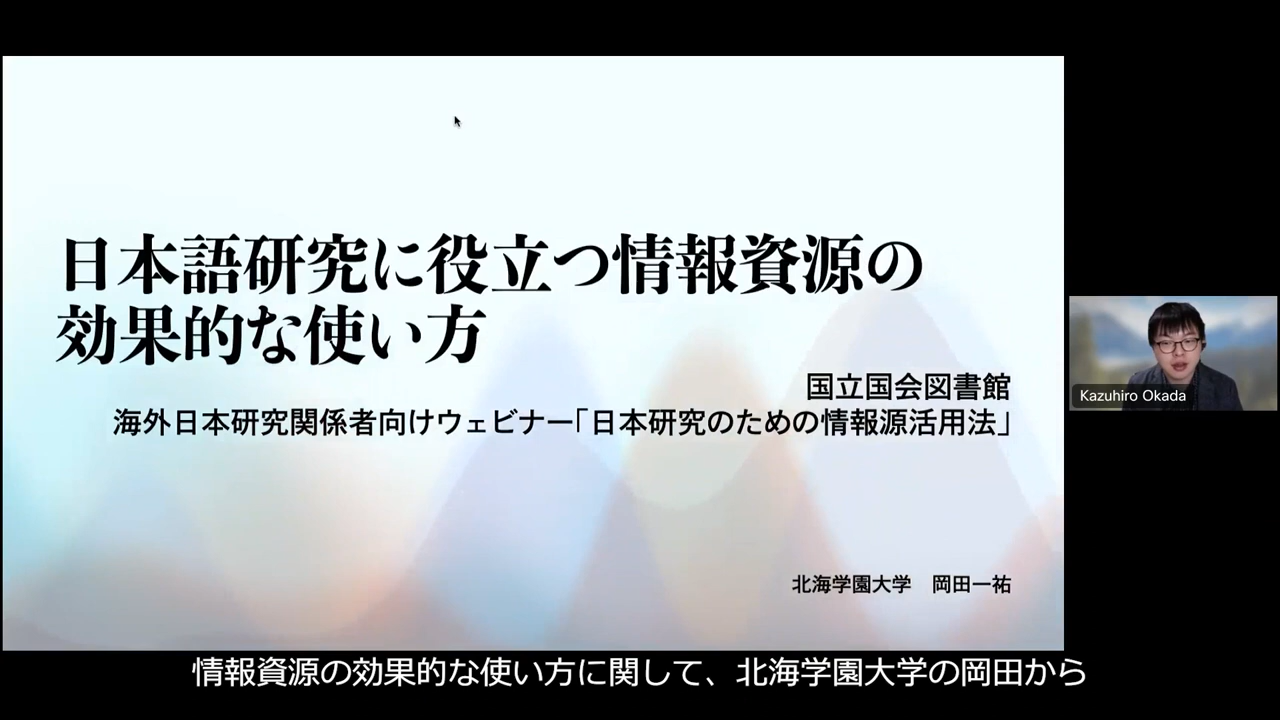 日本語研究に役立つ情報資源の
効果的な使い方
国立国会図書館
海外日本研究関係者向けウェビナー「日本研究のための情報源活用法」
北海学園大学　岡田一祐
Kazuhiro Okada
情報資源の効果的な使い方に関して、北海学園大学の岡田から